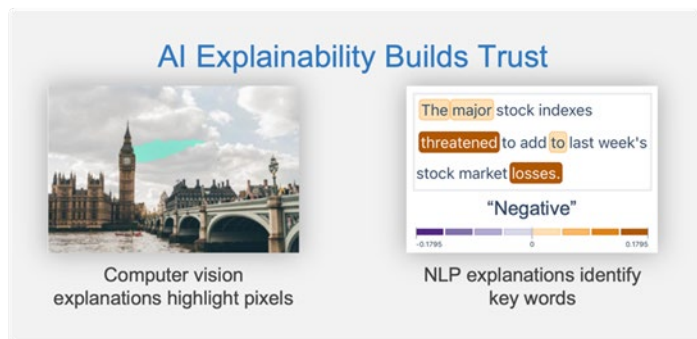 AI Explainability Builds Trust
The major stock indexes
threatened to add to last week's
stock market losses.
“Negative”
-0.1795 0 0.1795
Computer vision
explanations highlight pixels
NLP explanations identify
key words